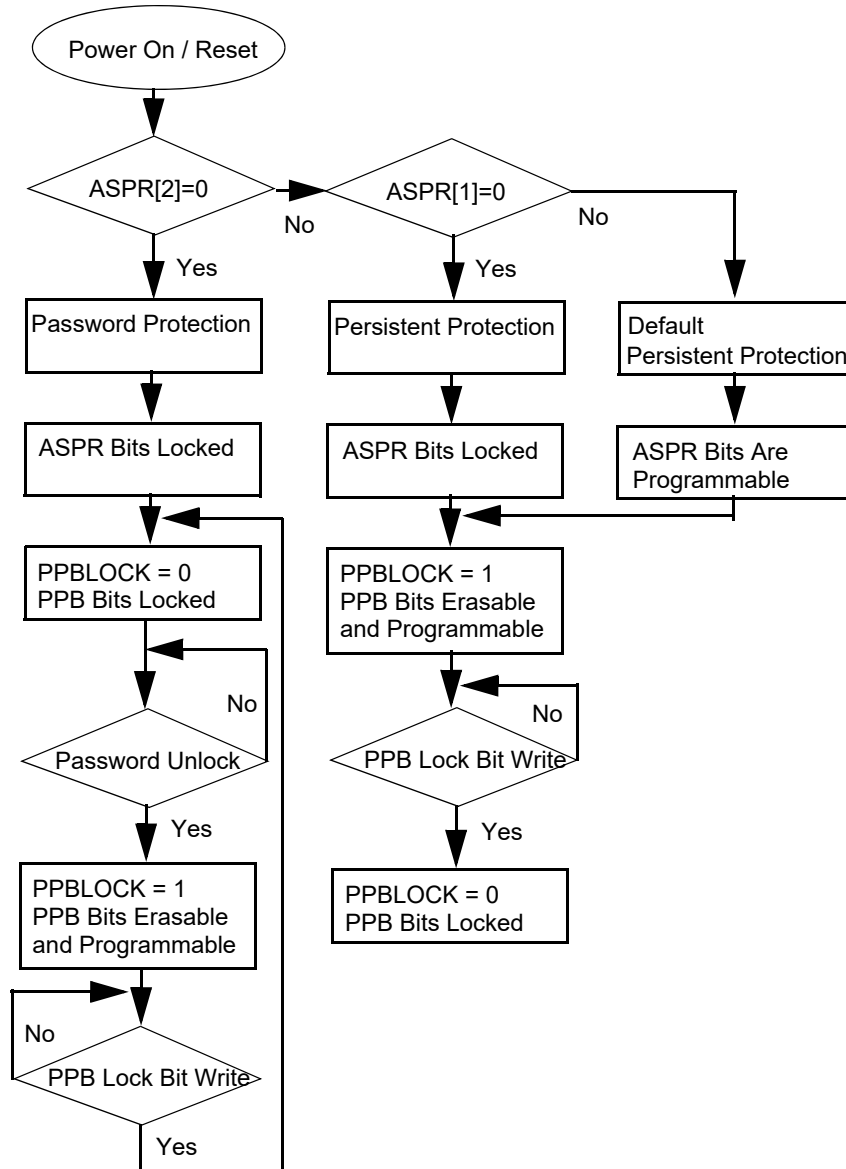 Power On / Reset
ASPR[2]=0
No
ASPR[1]=0
No
Yes
Yes
Password Protection
Persistent Protection
Default
Persistent Protection
ASPR Bits Locked
ASPR Bits Locked
ASPR Bits Are
Programmable
PPBLOCK = 0
PPB Bits Locked
PPBLOCK = 1
PPB Bits Erasable
and Programmable
No
Password Unlock
Yes
No
PPB Lock Bit Write
Yes
PPBLOCK = 1
PPB Bits Erasable
and Programmable
PPBLOCK = 0
PPB Bits Locked
No
PPB Lock Bit Write
Yes